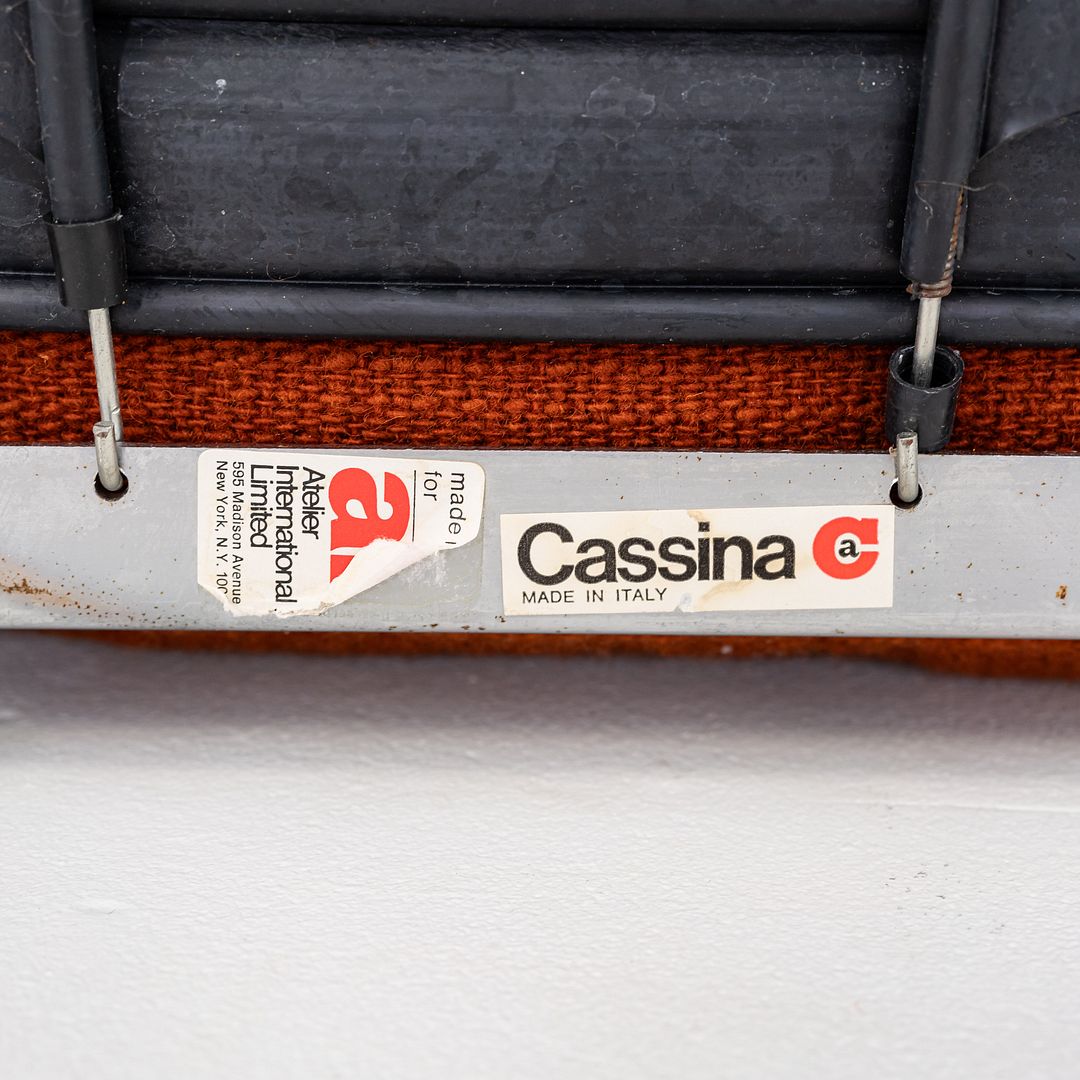 made
for
a
Atelier
International
Limited
595 Madison Avenue
New York, N.Y.
Cassina
a
MADE IN ITALY